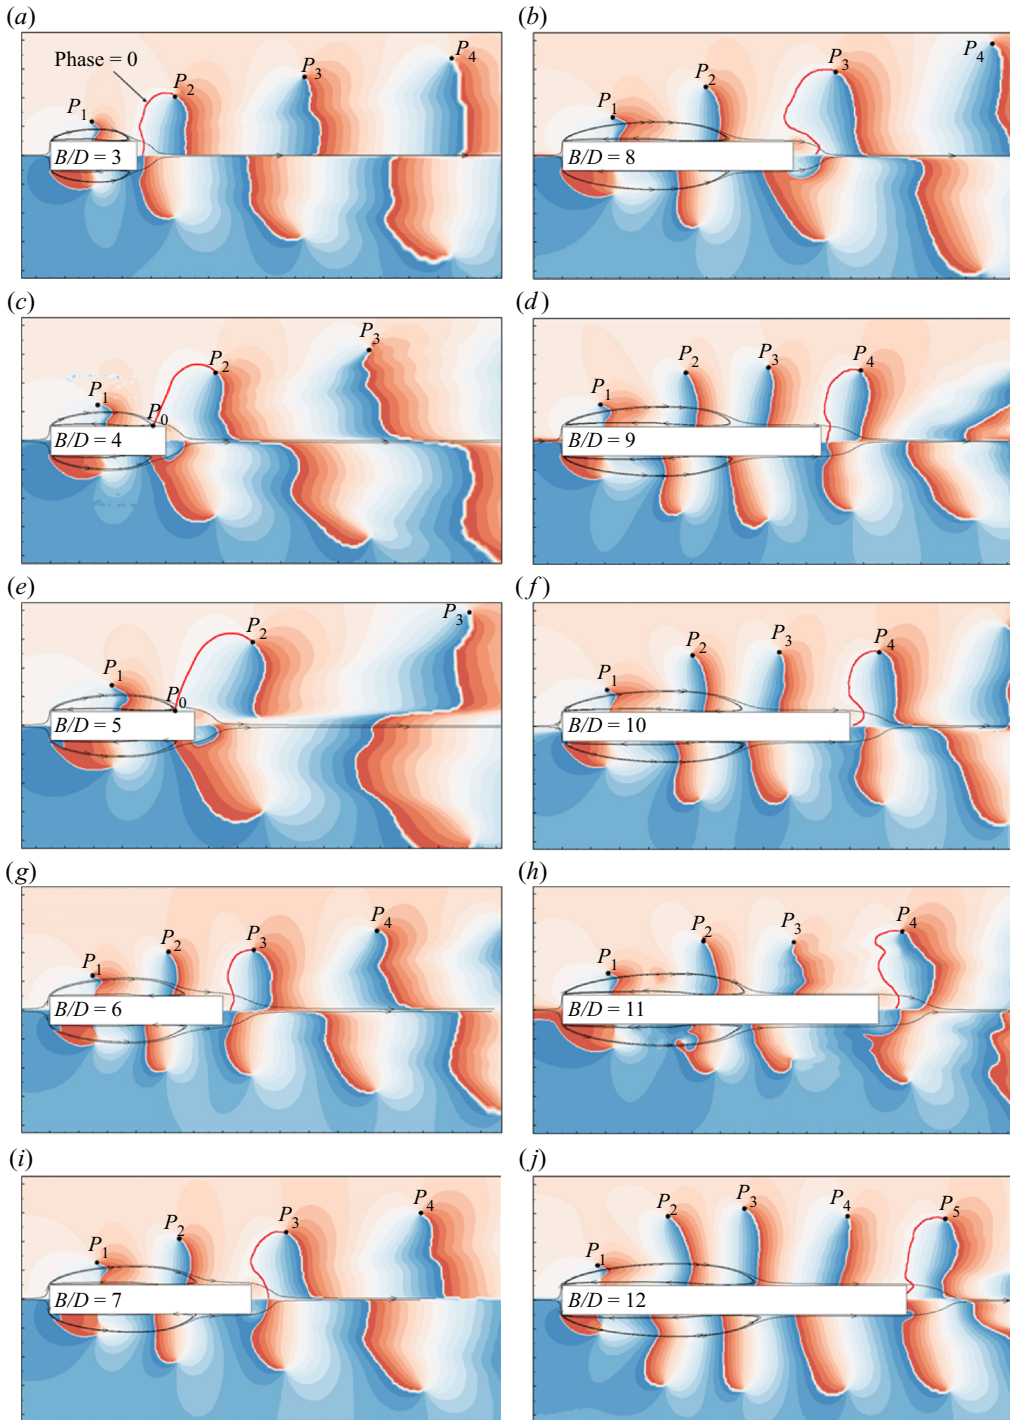 (a)
Phase = 0
P1
P2
P3
P4
B/D = 3
(b)
P1
P2
P3
P4
B/D = 8
(c)
P1
P0
P2
P3
B/D = 4
(d)
P1
P2
P3
P4
B/D = 9
(e)
P1
P0
P2
P3
B/D = 5
(f)
P1
P2
P3
P4
B/D = 10
(g)
P1
P2
P3
P4
B/D = 6
(h)
P1
P2
P3
P4
B/D = 11
(i)
P1
P2
P3
P4
B/D = 7
(j)
P1
P2
P3
P4
P5
B/D = 12